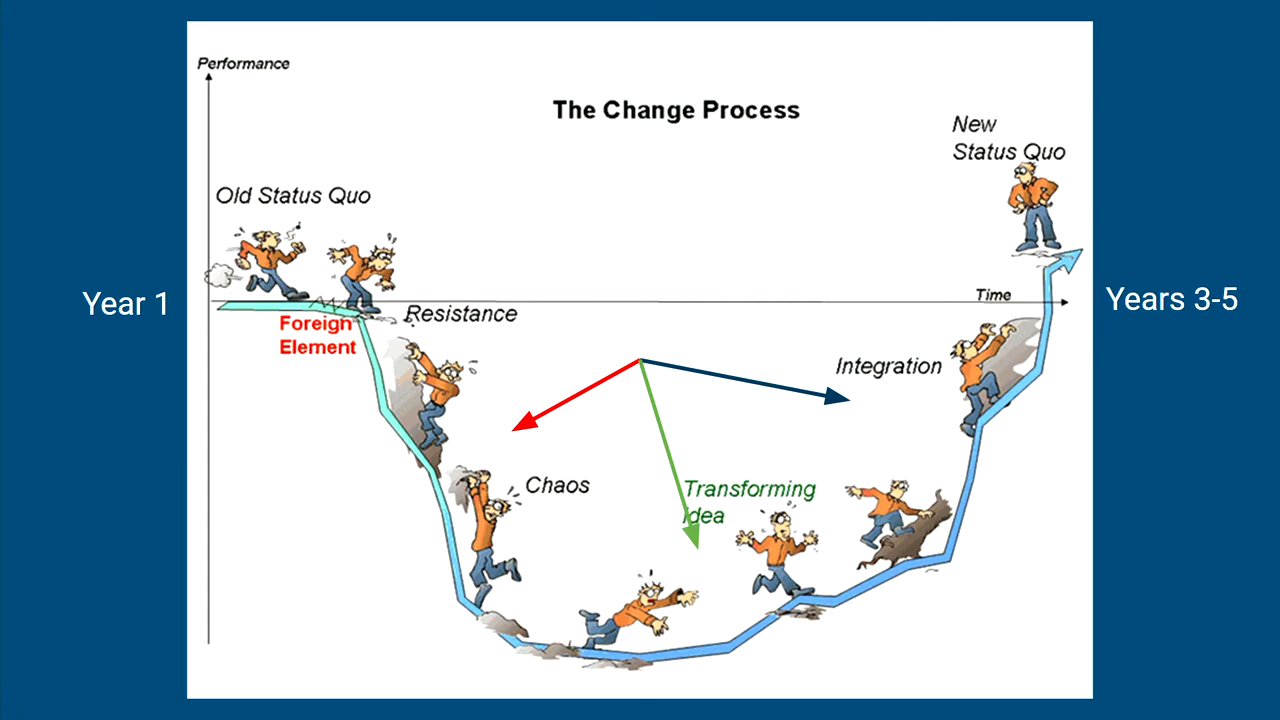 Performance
The Change Process
New
Status Quo
Old Status Quo
Year 1
Time
Years 3-5
Foreign
Element
Resistance
Integration
Chaos
Transforming
Idea